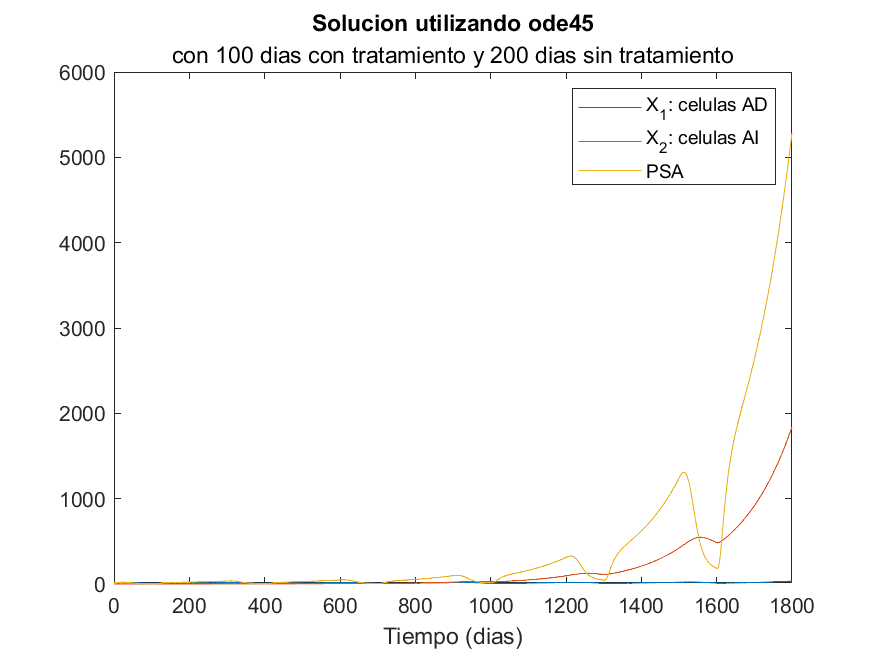 Solucion utilizando ode45
con 100 dias con tratamiento y 200 dias sin tratamiento
6000
5000
4000
3000
2000
1000
0
X1: celulas AD
X2: celulas AI
PSA
0 200 400 600 800 1000 1200 1400 1600 1800
Tiempo (dias)